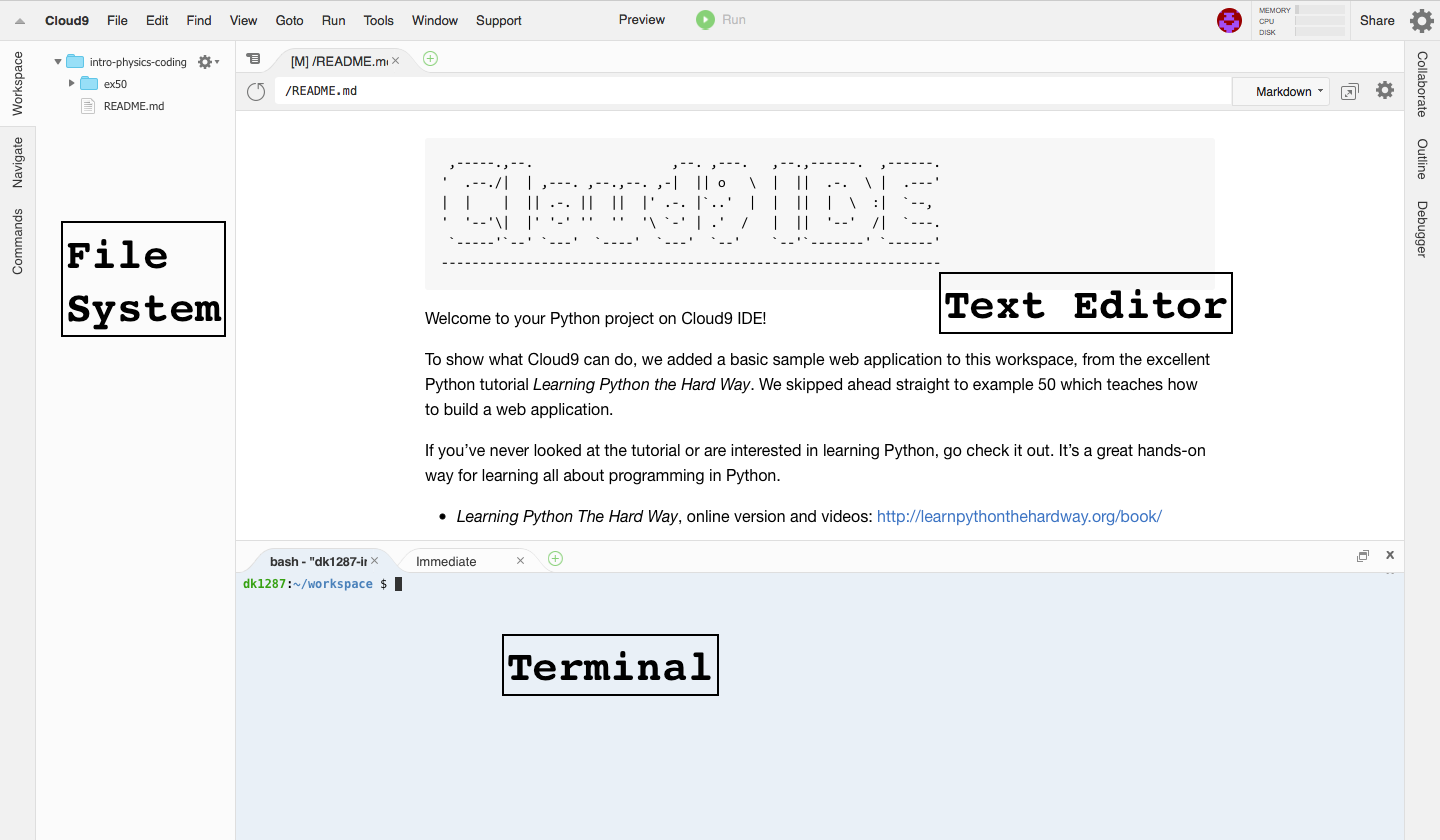 Cloud9 File Edit Find View Goto Run Tools Window Support Preview Run MEMORY CPU DISK Share
Workspace
Navigate
Commands
intro-physics-coding
ex50
README.md
File
System
[M] /README.m
/README.md
Markdown
 ,-----.,--.                  ,--. ,---.   ,--.,------.  ,------.
'  .--./|  | ,---. ,--.,--. ,-|  || o   \  |  ||  .-.  \ |  .---'
|  |    |  || .-. ||  ||  |' .-. |`..'  |  |  ||  |  \  :|  `--,
'  '--'\|  |' '-' ''  ''  '\ `-' | .'  /   |  ||  '--'  /|  `---.
 `-----'`--' `---'  `----'  `---'  `--'    `--'`-------' `------'
-----------------------------------------------------------------
Text Editor
Welcome to your Python project on Cloud9 IDE!
To show what Cloud9 can do, we added a basic sample web application to this workspace, from the excellent
Python tutorial Learning Python the Hard Way. We skipped ahead straight to example 50 which teaches how
to build a web application.
If you’ve never looked at the tutorial or are interested in learning Python, go check it out. It’s a great hands-on
way for learning all about programming in Python.
• Learning Python The Hard Way, online version and videos: http://learnpythonthehardway.org/book/
bash - "dk1287-i
Immediate
dk1287:~/workspace $
Terminal
Collaborate
Outline
Debugger